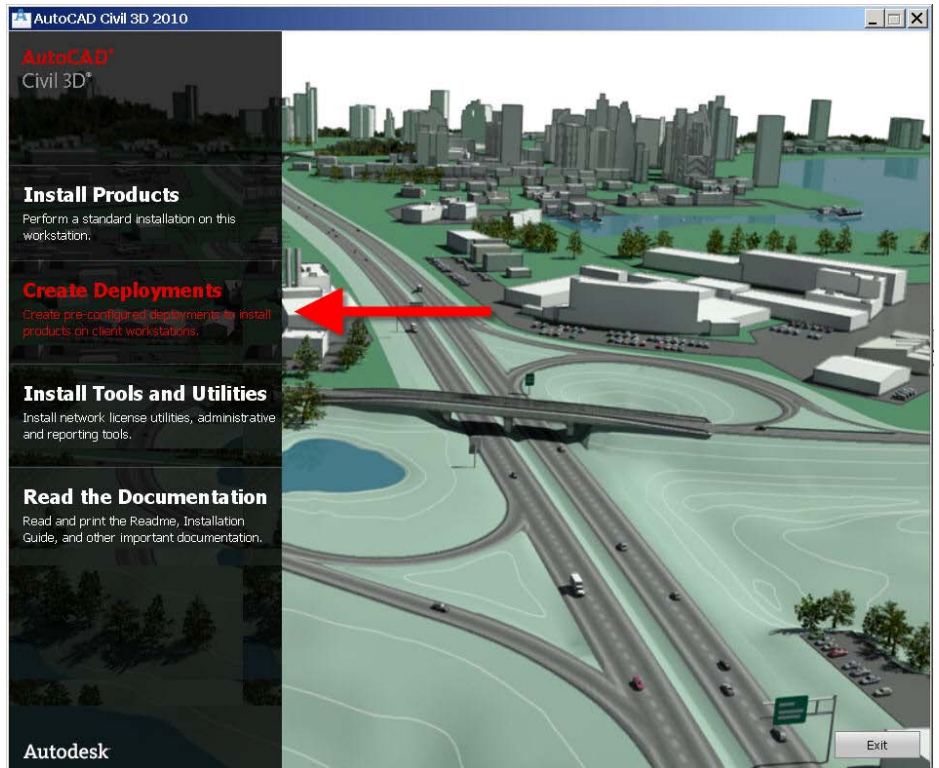 AutoCAD Civil 3D 2010
AutoCAD®
Civil 3D®
Install Products
Perform a standard installation on this
workstation.
Create Deployments
Create pre-configured deployments to install
products on client workstations.
Install Tools and Utilities
Install network license utilities, administrative
and reporting tools.
Read the Documentation
Read and print the Readme, Installation
Guide, and other important documentation.
Autodesk
Exit